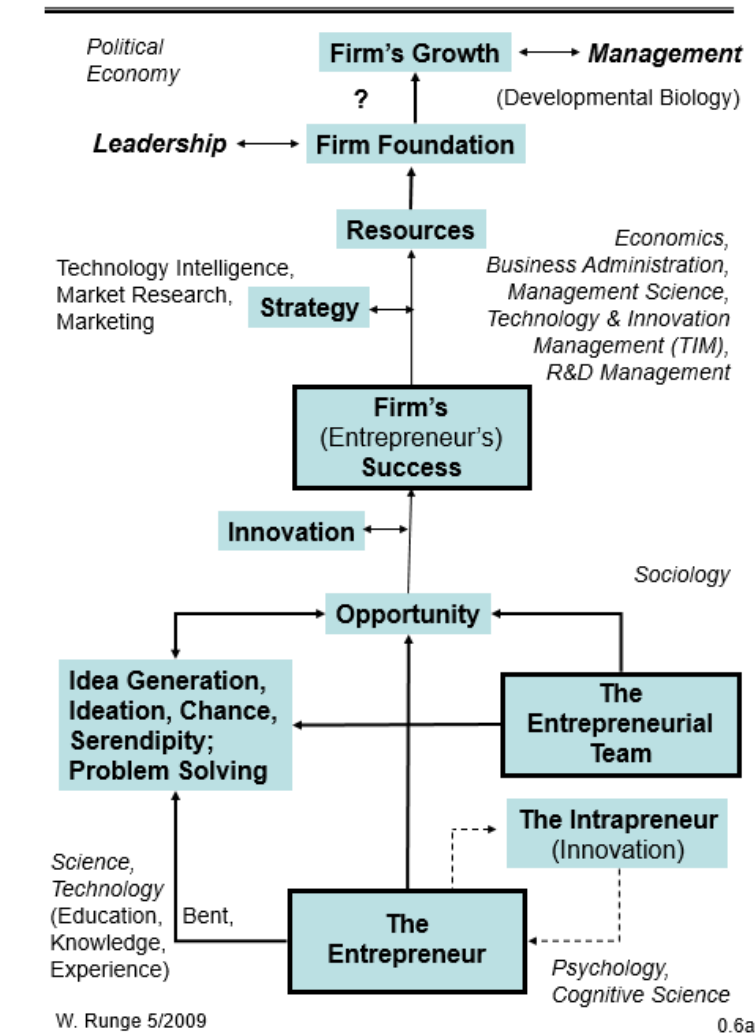 Political
Economy
Firm's Growth
Management
?
(Developmental Biology)
Leadership
Firm Foundation
Resources
Economics,
Business Administration,
Management Science,
Technology & Innovation
Management (TIM),
R&D Management
Technology Intelligence,
Market Research,
Marketing
Strategy
Firm's
(Entrepreneur's)
Success
Innovation
Sociology
Opportunity
Idea Generation,
Ideation, Chance,
Serendipity;
Problem Solving
The
Entrepreneurial
Team
The Intrapreneur
(Innovation)
Science,
Technology
(Education, Bent,
Knowledge,
Experience)
The
Entrepreneur
Psychology,
Cognitive Science
W. Runge 5/2009
0.6a